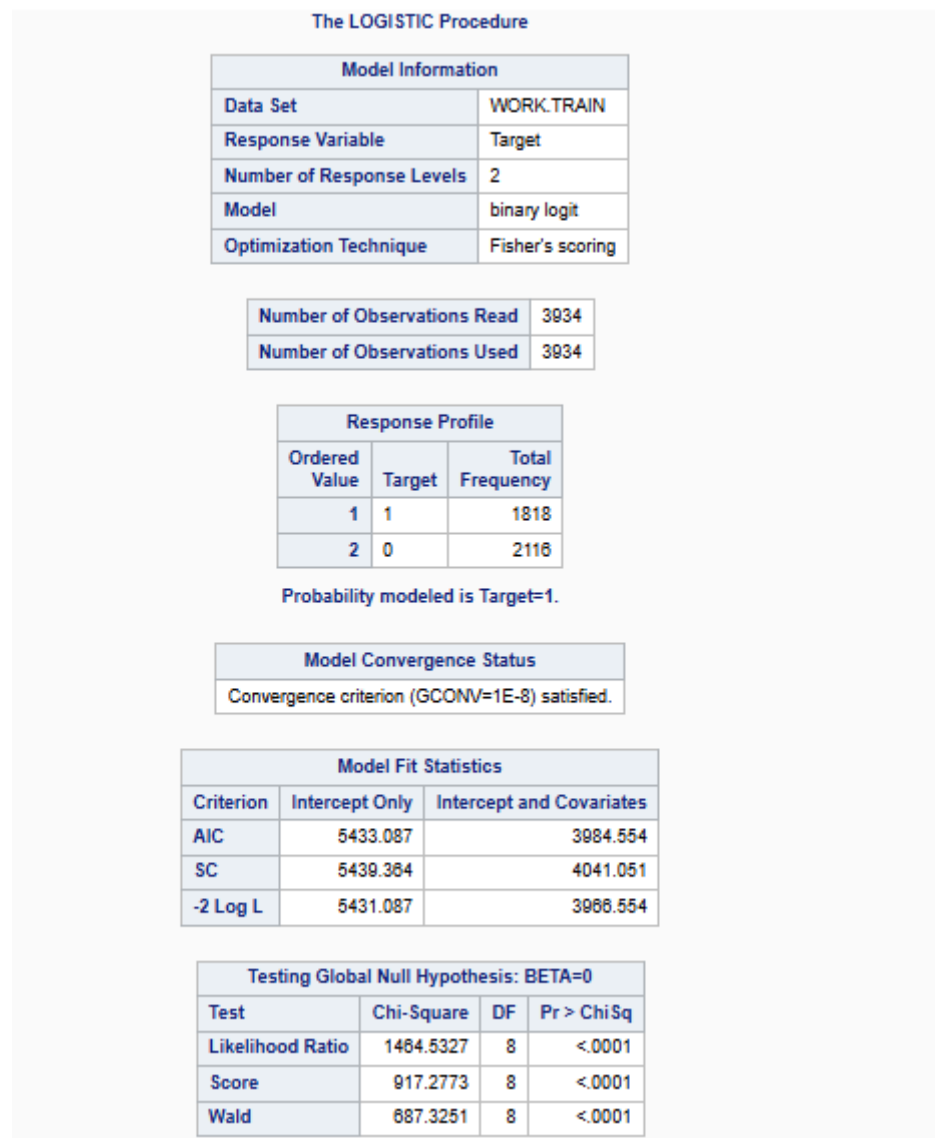 The LOGISTIC Procedure
Model Information
Data Set WORK.TRAIN
Response Variable Target
Number of Response Levels 2
Model binary logit
Optimization Technique Fisher's scoring
Number of Observations Read 3934
Number of Observations Used 3934
Response Profile
Ordered Value Target Total Frequency
1 1 1818
2 0 2116
Probability modeled is Target=1.
Model Convergence Status
Convergence criterion (GCONV=1E-8) satisfied.
Model Fit Statistics
Criterion Intercept Only Intercept and Covariates
AIC 5433.087 3984.554
SC 5439.364 4041.051
-2 Log L 5431.087 3966.554
Testing Global Null Hypothesis: BETA=0
Test Chi-Square DF Pr > ChiSq
Likelihood Ratio 1464.5327 8 <.0001
Score 917.2773 8 <.0001
Wald 687.3251 8 <.0001